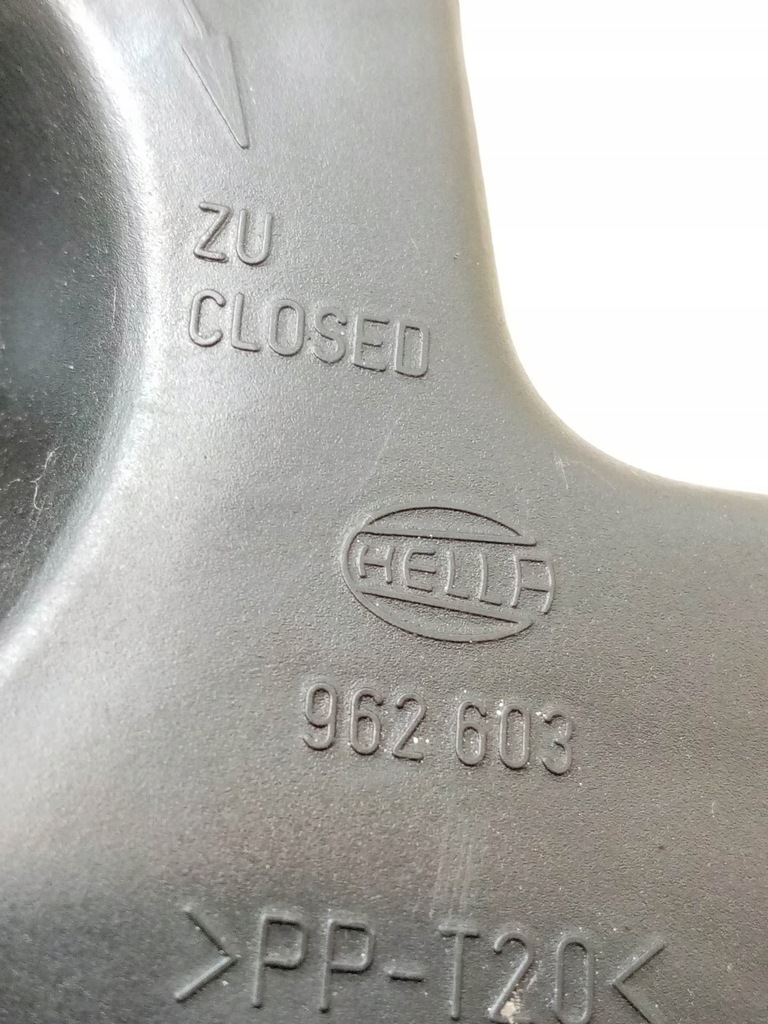 ZU
CLOSED
HELLA
962 603
>PP-T20<